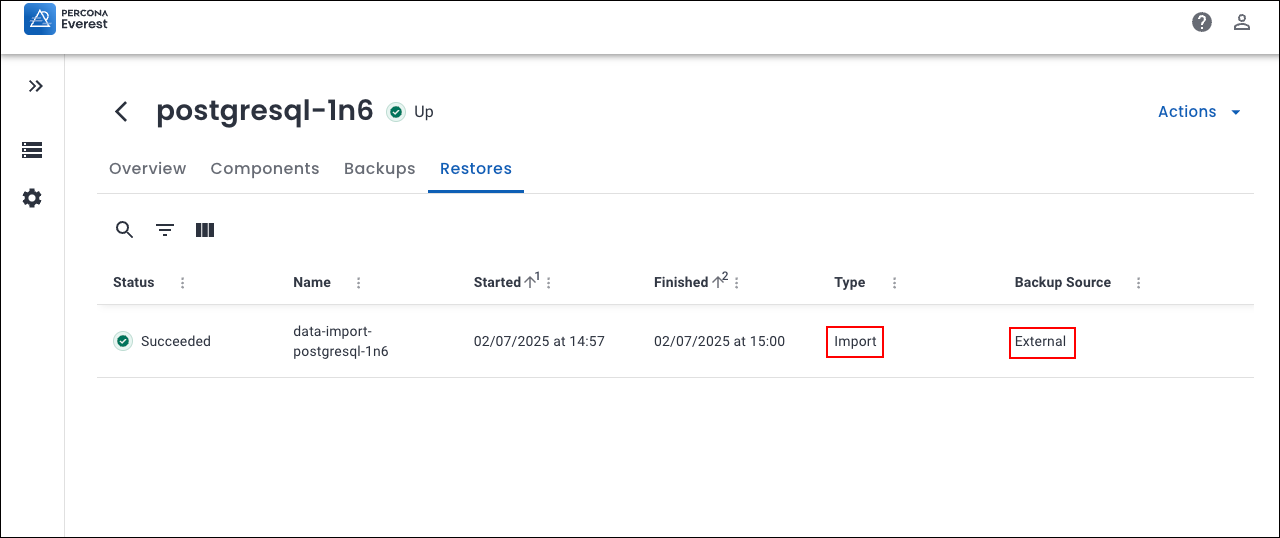 PERCONA
Everest
postgresql-1n6
Up
Actions
Overview Components Backups Restores
Status Name Started 1 Finished 2 Type Backup Source
Succeeded data-import-postgresql-1n6 02/07/2025 at 14:57 02/07/2025 at 15:00 Import External